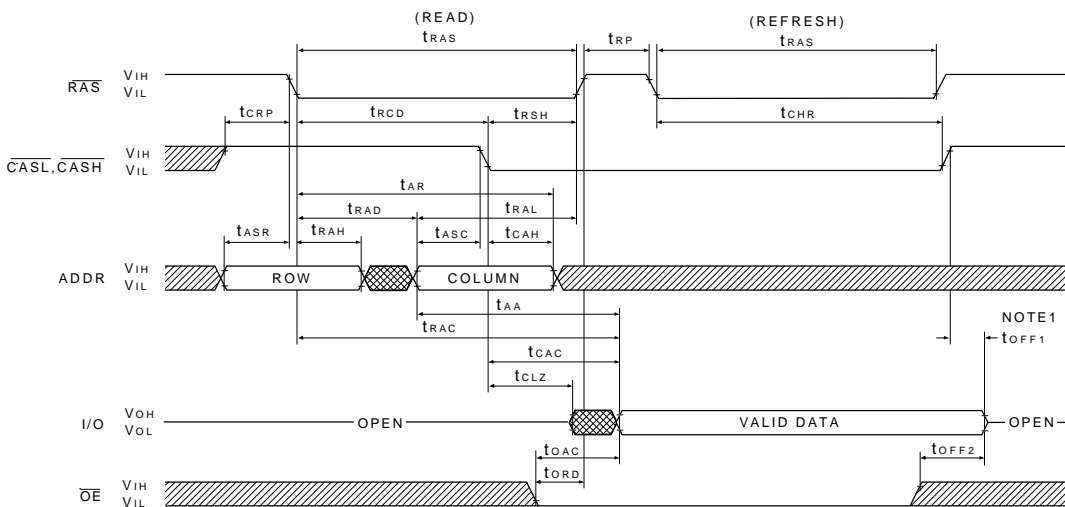 (READ) (REFRESH)
tRAS tRP tRAS
RAS VIH
VIL
tCRP tRCD tRSH tCHR
CASL,CASH VIH
VIL
tAR
tRAD tRAL
tASR tRAH tASC tCAH
ADDR VIH
VIL
ROW COLUMN
tAA
NOTE1
tRAC tOFF1
tCAC
tCLZ
I/O VOH
VOL
OPEN VALID DATA OPEN
tOAC tOFF2
tORD
OE VIH
VIL